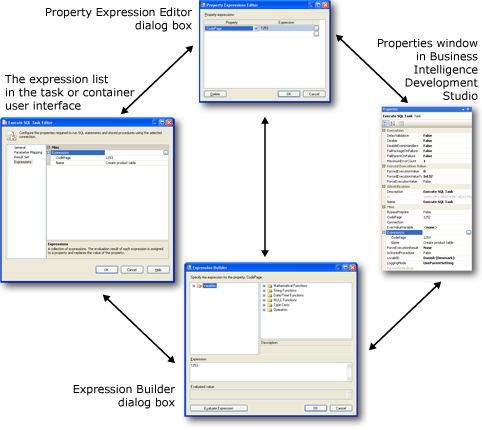 Property Expression Editor
dialog box
Property Expression Editor
Property expressions:
Property Expression
CodePage 1253
Delete OK Cancel
Properties window
in Business
Intelligence
Development
Studio
The expression list
in the task or container
user interface
Execute SQL Task Editor
Configure the properties required to run SQL statements and stored procedures using the selected
connection.
General
Parameter Mapping
Result Set
Expressions
Misc
Expressions
CodePage 1253
Name Create product table
Expressions
A collection of expressions. The evaluation result of each expression is assigned
to a property and replaces the value of the property.
OK Cancel Help
Properties
Execute SQL Task Task
Execution
DelayValidation False
Disable False
DisableEventHandlers False
FailPackageOnFailure False
FailParentOnFailure False
MaximumErrorCount 1
Forced Execution Value
ForcedExecutionValue 0
ForcedExecutionValueType Int32
ForceExecutionValue False
Identification
Description Execute SQL Task
ID
Name Execute SQL Task
Misc
BypassPrepare False
CodePage 1252
Connection
ExecValueVariable <none>
Expressions
CodePage 1253
Name Create product table
ForceExecutionResult None
IsStoredProcedure False
LocaleID Danish (Denmark)
LoggingMode UseParentSetting
Expression Builder
Specify the expression for the property: CodePage.
Variables
Mathematical Functions
String Functions
Date/Time Functions
NULL Functions
Type Casts
Operators
Description:
Expression:
1253
Evaluated value:
Evaluate Expression OK Cancel
Expression Builder
dialog box